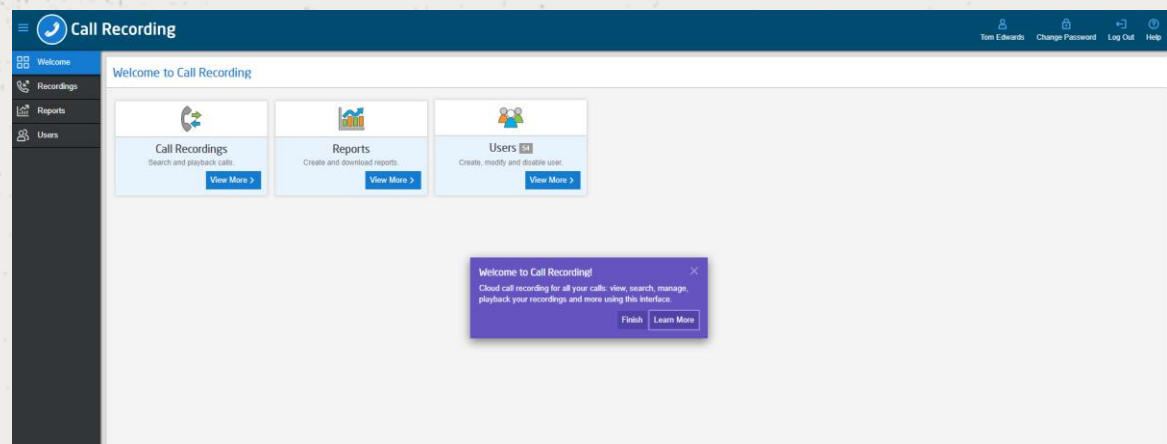 Call Recording
Tom Edwards
Change Password
Log Out
Help
Welcome
Recordings
Reports
Users
Welcome to Call Recording
Call Recordings
Search and playback calls.
View More >
Reports
Create and download reports.
View More >
Users 54
Create, modify and disable user.
View More >
Welcome to Call Recording!
Cloud call recording for all your calls: view, search, manage,
playback your recordings and more using this interface.
Finish
Learn More